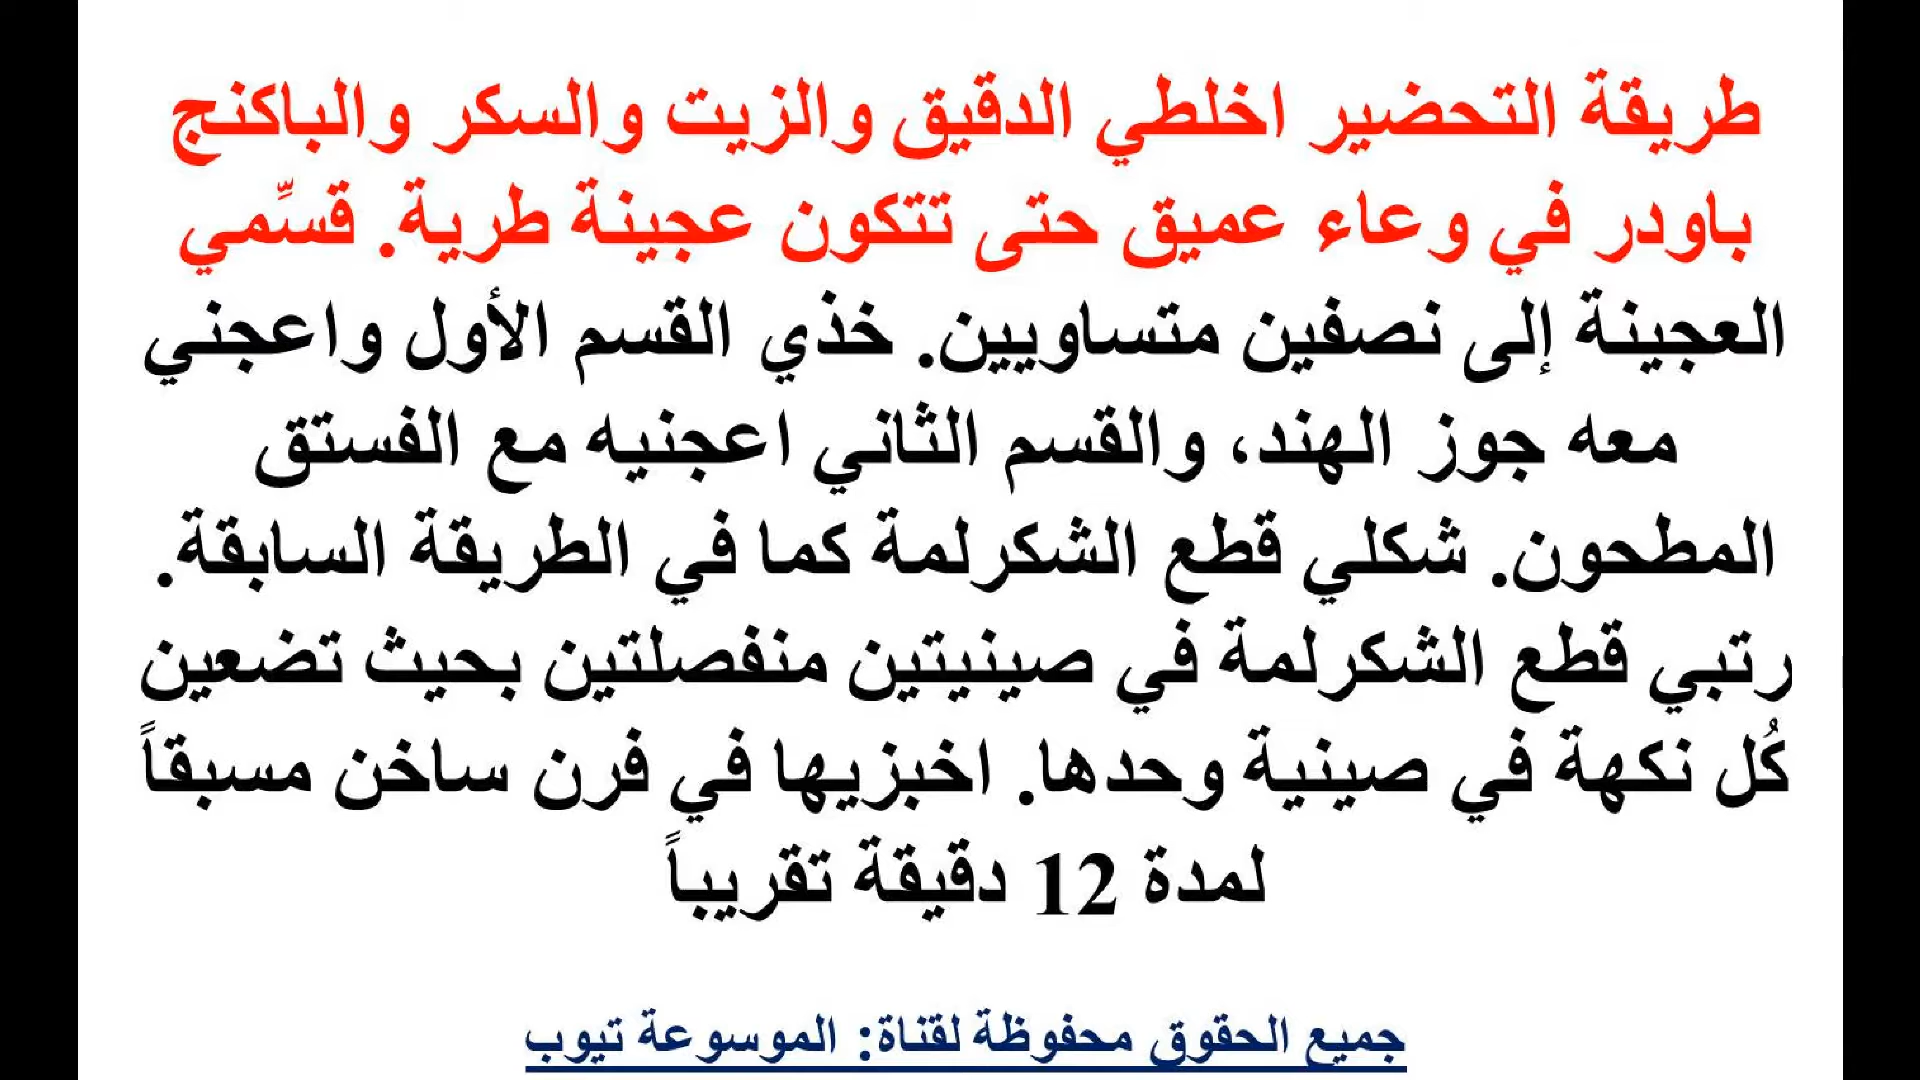 طريقة التحضير اخلطي الدقيق والزيت والسكر والباكنج
باودر في وعاء عميق حتى تتكون عجينة طرية. قسِّمي
العجينة إلى نصفين متساويين. خذي القسم الأول واعجني
معه جوز الهند، والقسم الثاني اعجنيه مع الفستق
المطحون. شكلي قطع الشكرلمة كما في الطريقة السابقة.
رتبي قطع الشكرلمة في صينيتين منفصلتين بحيث تضعين
كُل نكهة في صينية وحدها. اخبزيها في فرن ساخن مسبقاً
لمدة 12 دقيقة تقريباً
جميع الحقوق محفوظة لقناة: الموسوعة تيوب